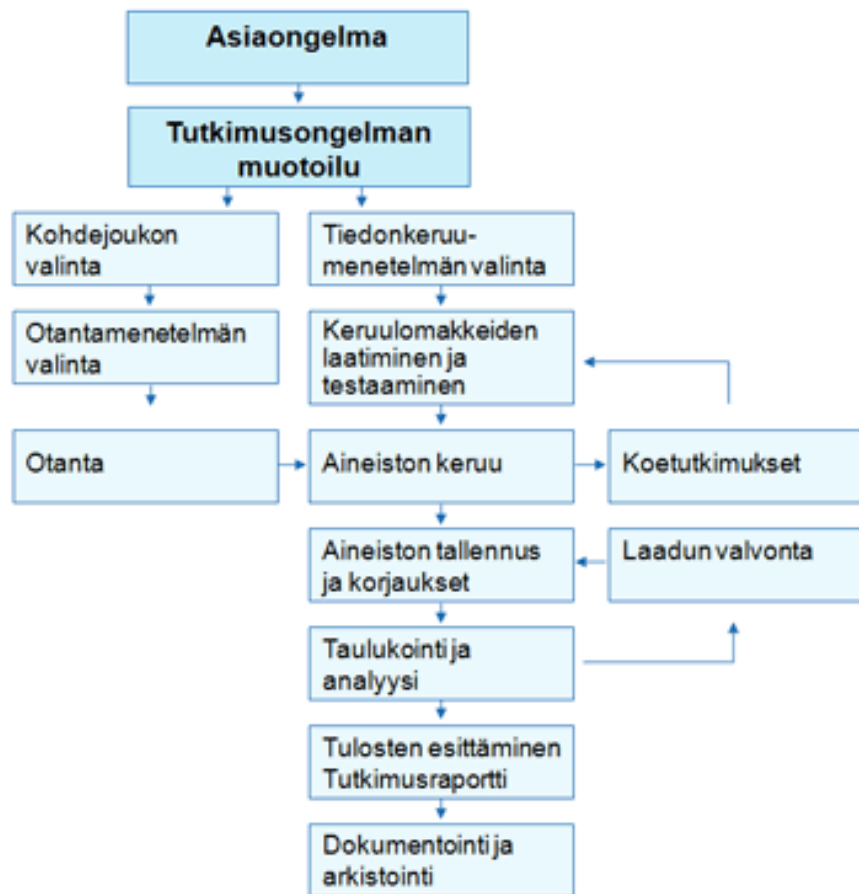 Asiaongelma
Tutkimusongelman
muotoilu
Kohdejoukon
valinta
Tiedonkeruu-
menetelmän valinta
Otantamenetelmän
valinta
Keruulomakkeiden
laatiminen ja
testaaminen
Otanta
Aineiston keruu
Koetutkimukset
Aineiston tallennus
ja korjaukset
Laadun valvonta
Taulukointi ja
analyysi
Tulosten esittäminen
Tutkimusraportti
Dokumentointi ja
arkistointi